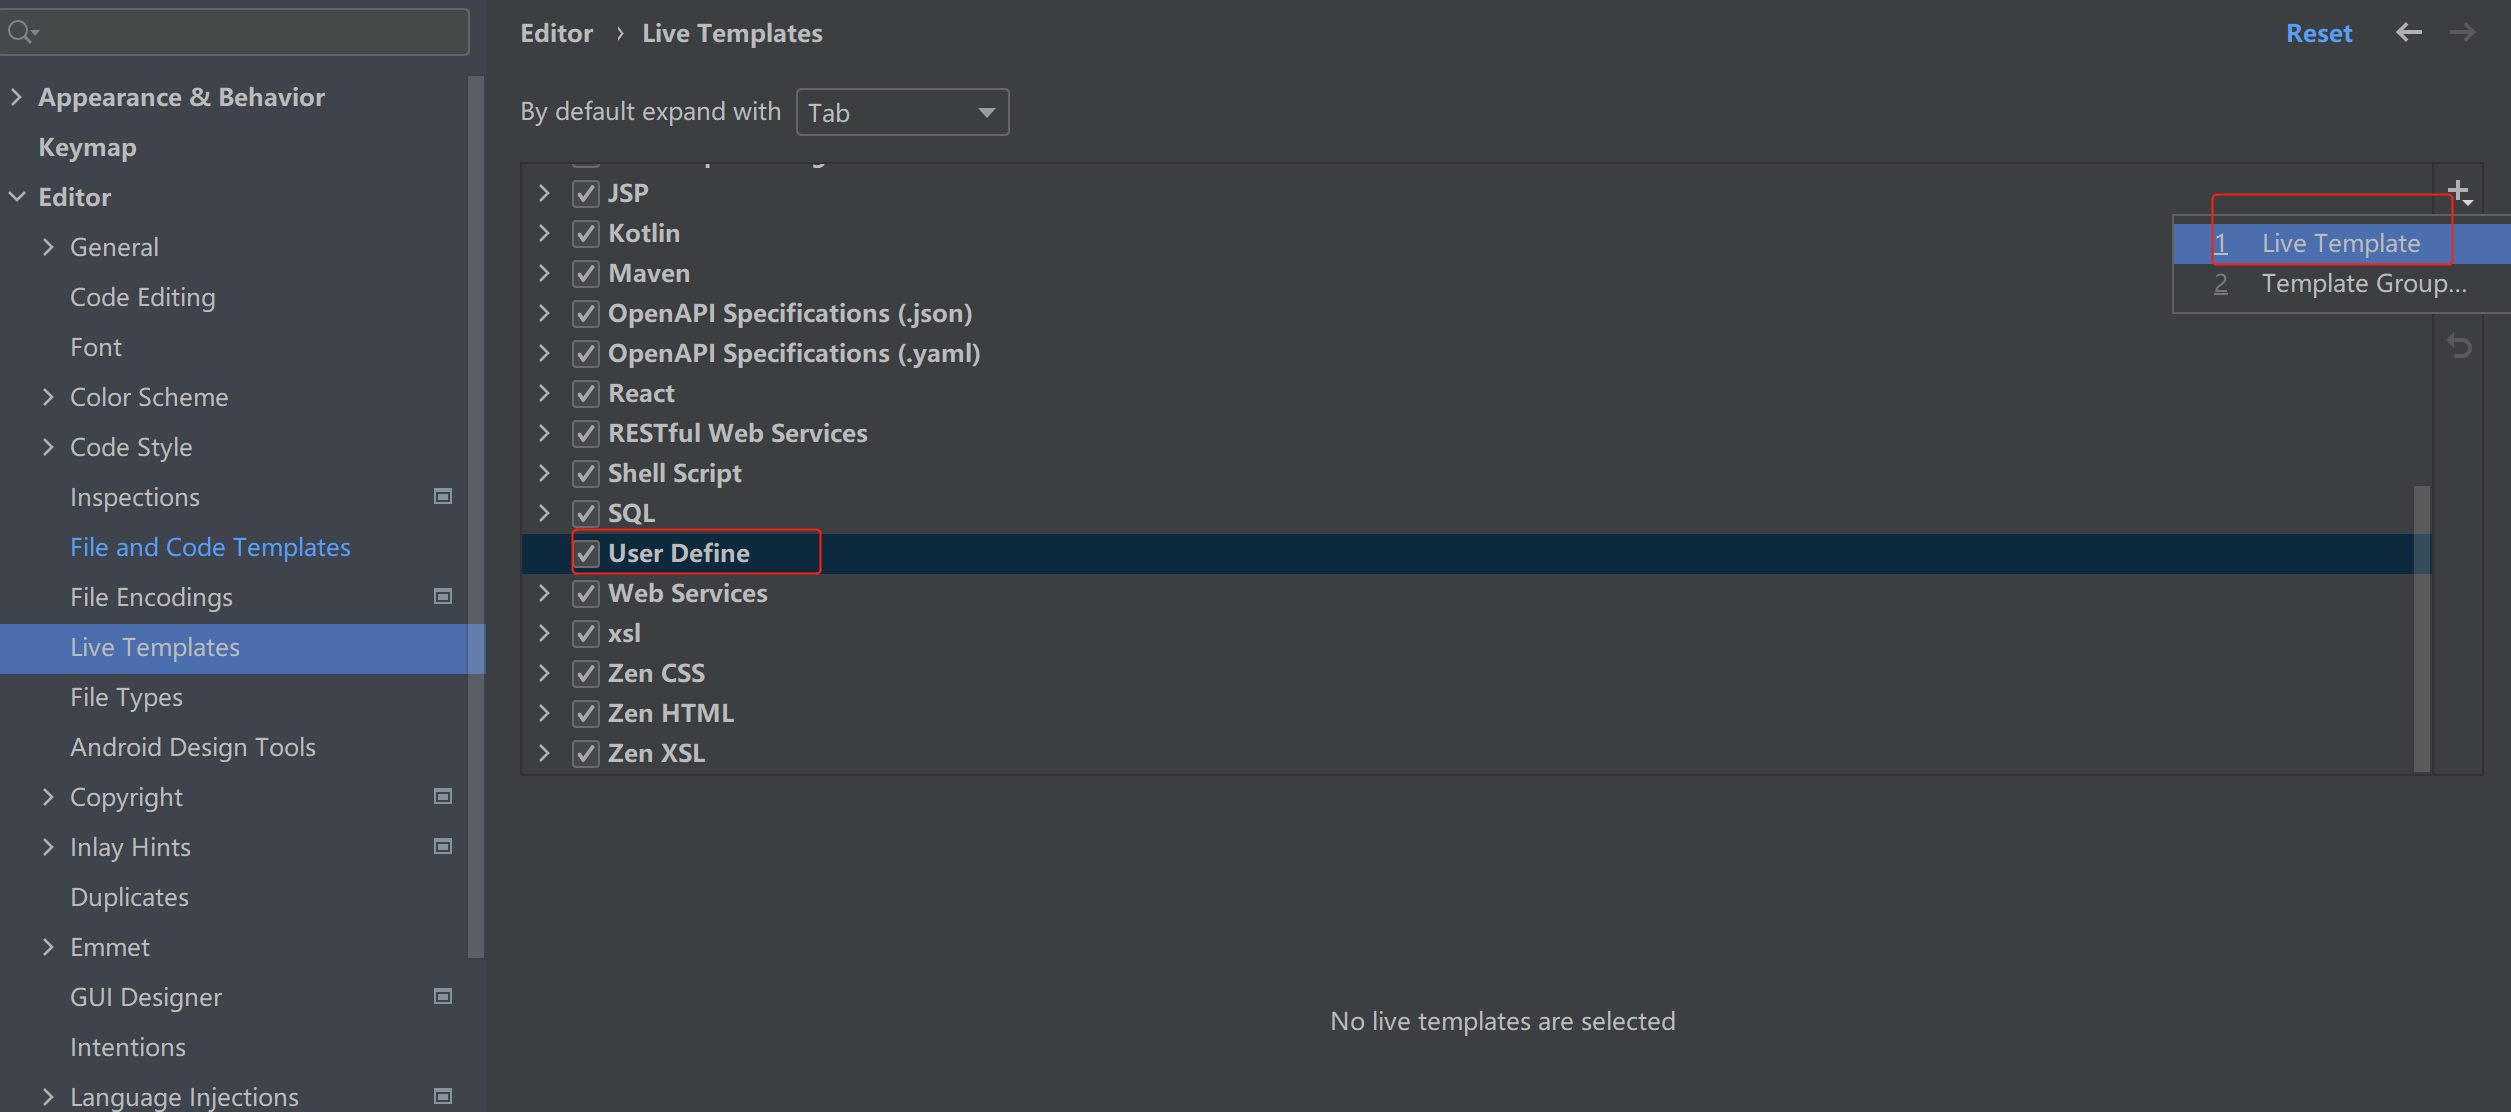 Appearance & Behavior
Keymap
Editor
General
Code Editing
Font
Color Scheme
Code Style
Inspections
File and Code Templates
File Encodings
Live Templates
File Types
Android Design Tools
Copyright
Inlay Hints
Duplicates
Emmet
GUI Designer
Intentions
Language Injections
Editor › Live Templates
Reset
By default expand with Tab
JSP
Kotlin
Maven
OpenAPI Specifications (.json)
OpenAPI Specifications (.yaml)
React
RESTful Web Services
Shell Script
SQL
User Define
Web Services
xsl
Zen CSS
Zen HTML
Zen XSL
1 Live Template
2 Template Group...
No live templates are selected